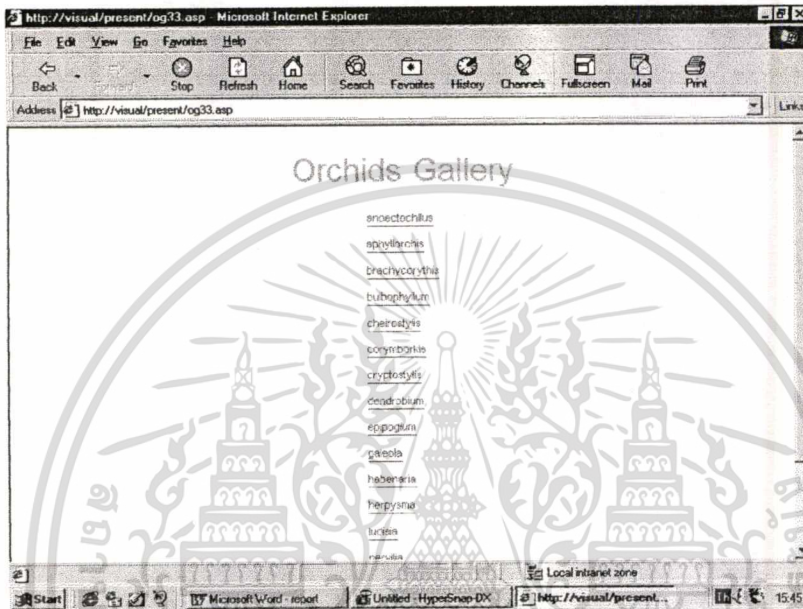 http://visual/present/og33.asp - Microsoft Internet Explorer
File Edit View Go Favorites Help
Back Forward Stop Refresh Home Search Favorites History Channels Fullscreen Mail Print
Address http://visual/present/og33.asp Links
Orchids Gallery
anoectochilus
aphyllorchis
brachycorythis
bulbophyllum
cheirostylis
corymborkis
cryptostylis
dendrobium
epipogium
galeola
habenaria
herpysma
ludisia
nervilia
Local intranet zone
Start Microsoft Word - report Untitled - HyperSnap-DX http://visual/present... 15:45